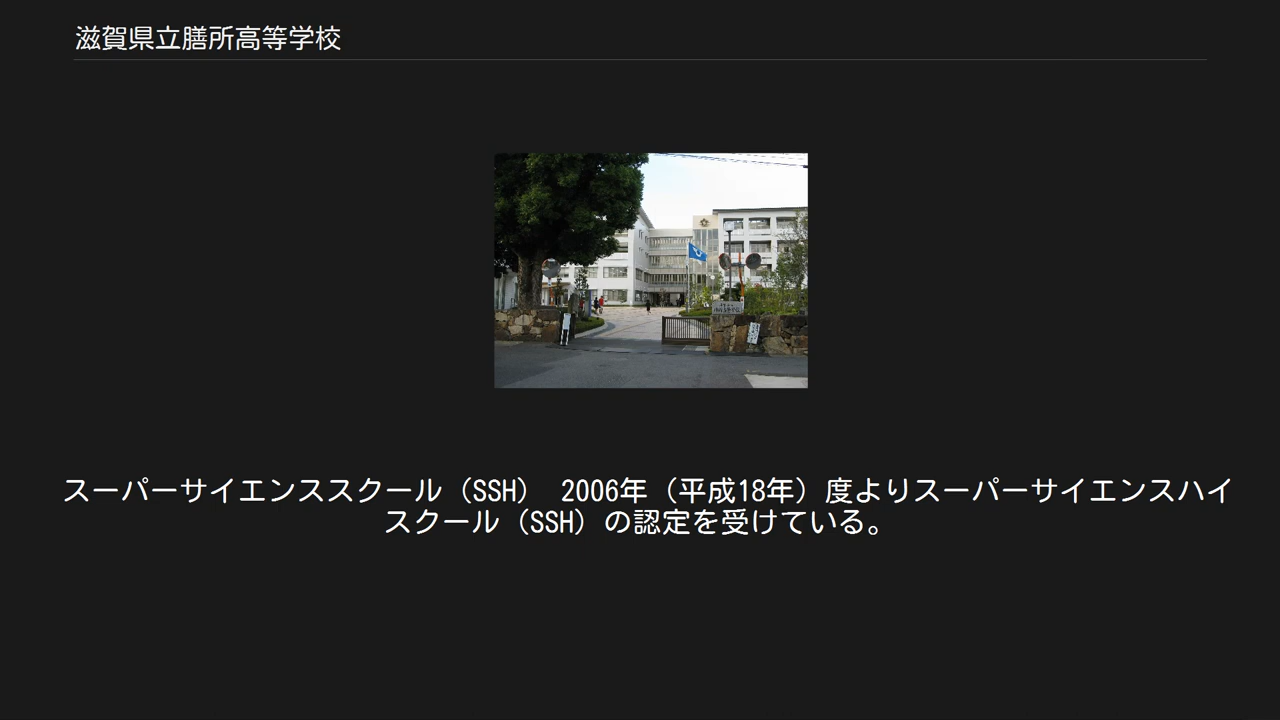 滋賀県立膳所高等学校
スーパーサイエンススクール（SSH）　2006年（平成18年）度よりスーパーサイエンスハイ
スクール（SSH）の認定を受けている。